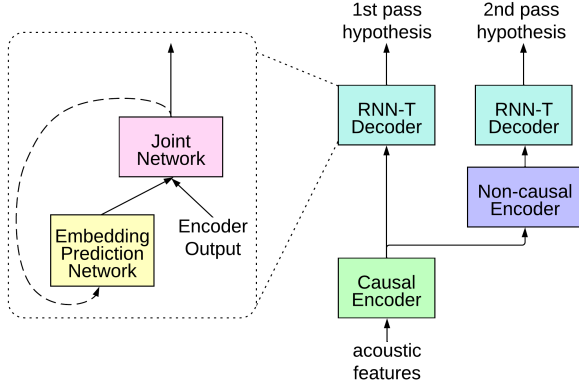 1st pass
hypothesis
2nd pass
hypothesis
RNN-T
Decoder
RNN-T
Decoder
Joint
Network
Non-causal
Encoder
Encoder
Output
Embedding
Prediction
Network
Causal
Encoder
acoustic
features